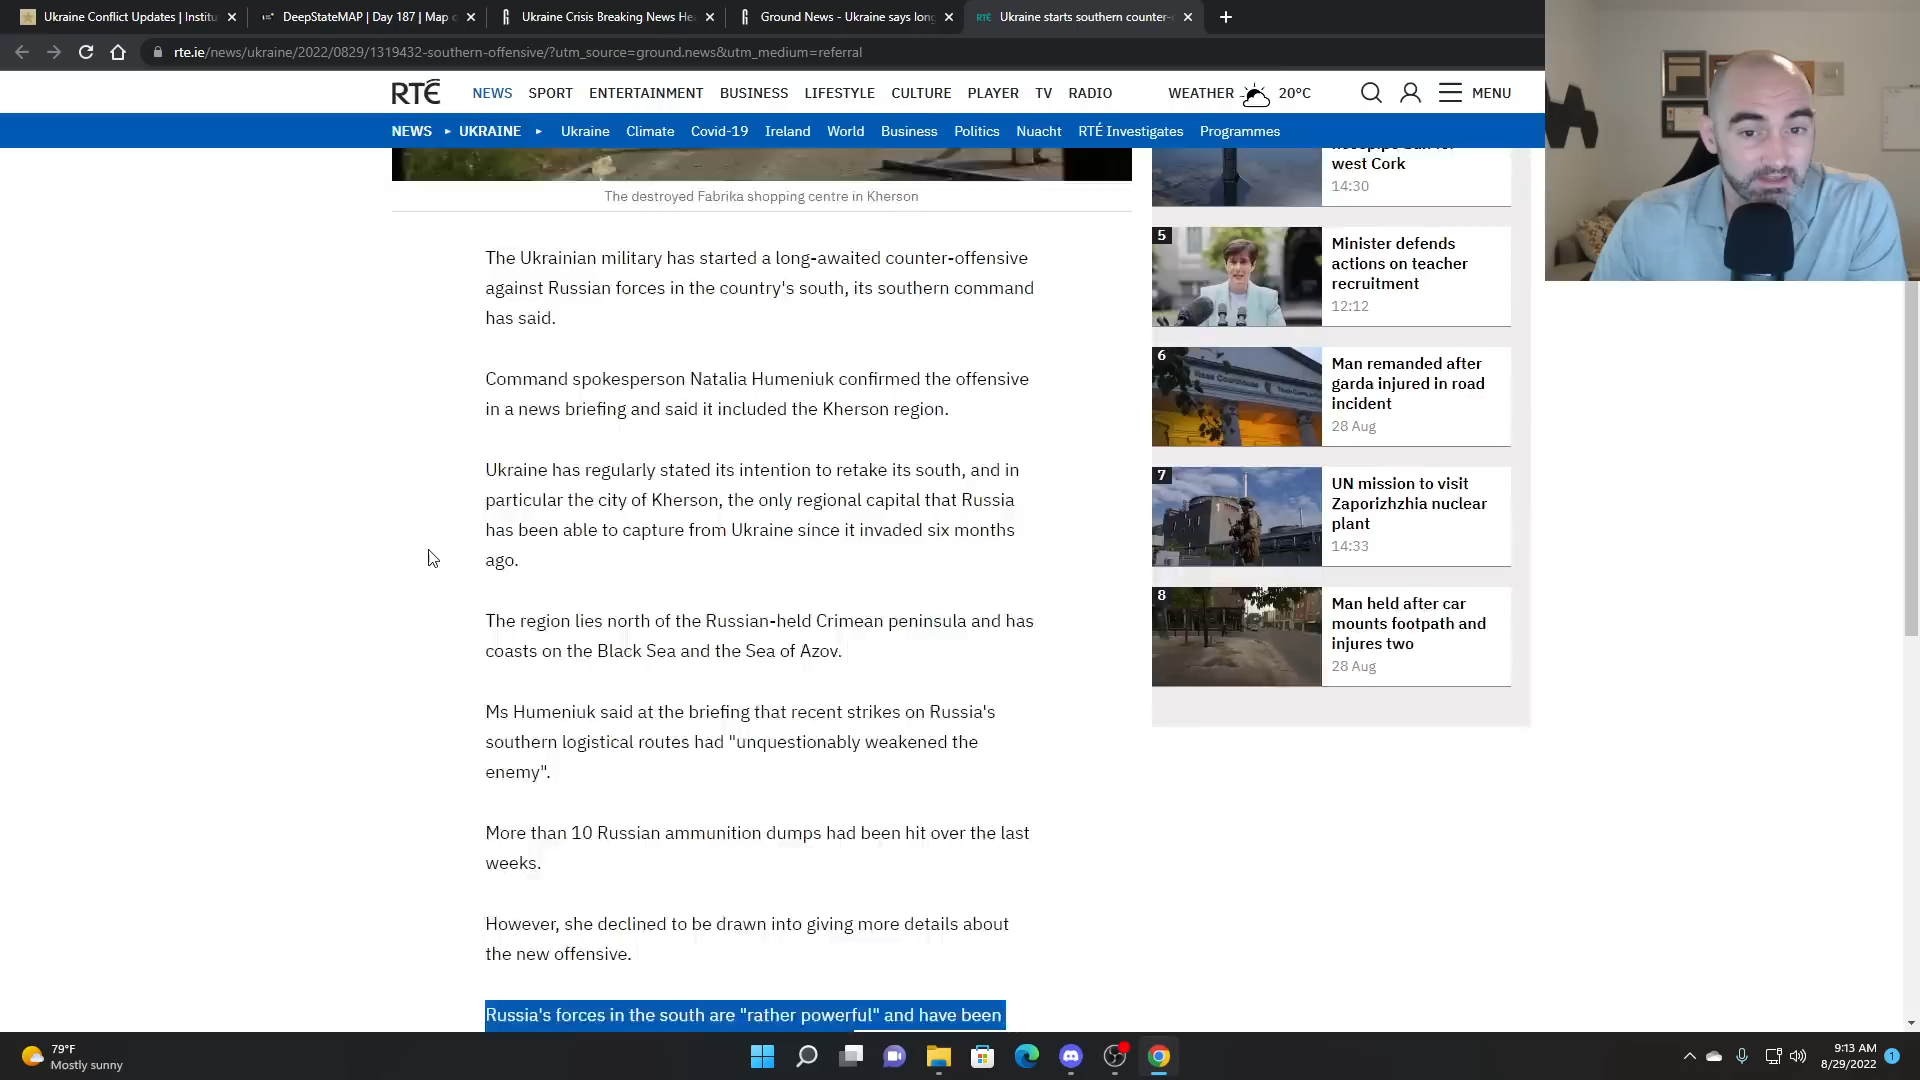 Ukraine Conflict Updates | Instit
DeepStateMAP | Day 187 | Map o
Ukraine Crisis Breaking News He
Ground News - Ukraine says long
RTÉ Ukraine starts southern counter-
rte.ie/news/ukraine/2022/0829/1319432-southern-offensive/?utm_source=ground.news&utm_medium=referral
RTÉ NEWS SPORT ENTERTAINMENT BUSINESS LIFESTYLE CULTURE PLAYER TV RADIO WEATHER 20°C MENU
NEWS UKRAINE Ukraine Climate Covid-19 Ireland World Business Politics Nuacht RTÉ Investigates Programmes
The destroyed Fabrika shopping centre in Kherson
The Ukrainian military has started a long-awaited counter-offensive
against Russian forces in the country's south, its southern command
has said.
Command spokesperson Natalia Humeniuk confirmed the offensive
in a news briefing and said it included the Kherson region.
Ukraine has regularly stated its intention to retake its south, and in
particular the city of Kherson, the only regional capital that Russia
has been able to capture from Ukraine since it invaded six months
ago.
The region lies north of the Russian-held Crimean peninsula and has
coasts on the Black Sea and the Sea of Azov.
Ms Humeniuk said at the briefing that recent strikes on Russia's
southern logistical routes had "unquestionably weakened the
enemy".
More than 10 Russian ammunition dumps had been hit over the last
weeks.
However, she declined to be drawn into giving more details about
the new offensive.
Russia's forces in the south are "rather powerful" and have been
west Cork
14:30
5
Minister defends
actions on teacher
recruitment
12:12
6
Man remanded after
garda injured in road
incident
28 Aug
7
UN mission to visit
Zaporizhzhia nuclear
plant
14:33
8
Man held after car
mounts footpath and
injures two
28 Aug
79°F
Mostly sunny
9:13 AM
8/29/2022
1